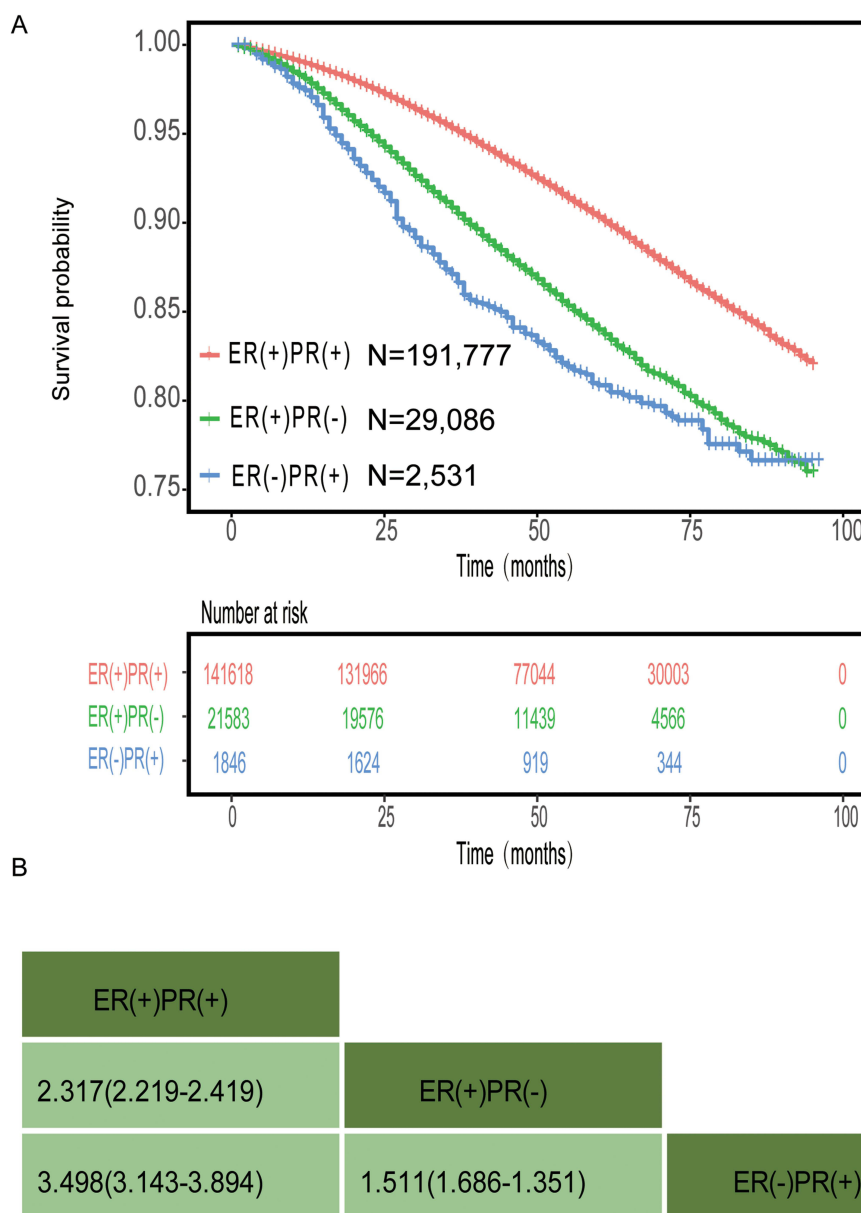 A
1.00
0.95
0.90
0.85
0.80
0.75
Survival probability
ER(+)PR(+) N=191,777
ER(+)PR(-) N=29,086
ER(-)PR(+) N=2,531
0 25 50 75 100
Time (months)
Number at risk
ER(+)PR(+) 141618 131966 77044 30003 0
ER(+)PR(-) 21583 19576 11439 4566 0
ER(-)PR(+) 1846 1624 919 344 0
0 25 50 75 100
Time (months)
B
ER(+)PR(+)
2.317(2.219-2.419) ER(+)PR(-)
3.498(3.143-3.894) 1.511(1.686-1.351) ER(-)PR(+)